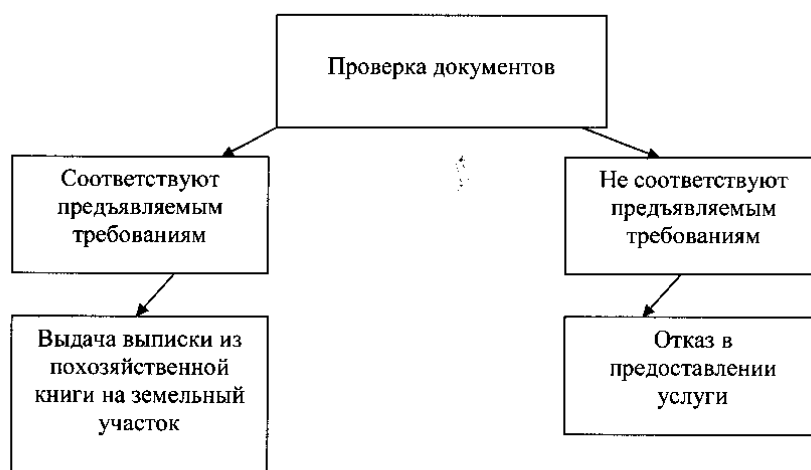 Проверка документов
Соответствуют
предъявляемым
требованиям
Не соответствуют
предъявляемым
требованиям
Выдача выписки из
похозяйственной
книги на земельный
участок
Отказ в
предоставлении
услуги